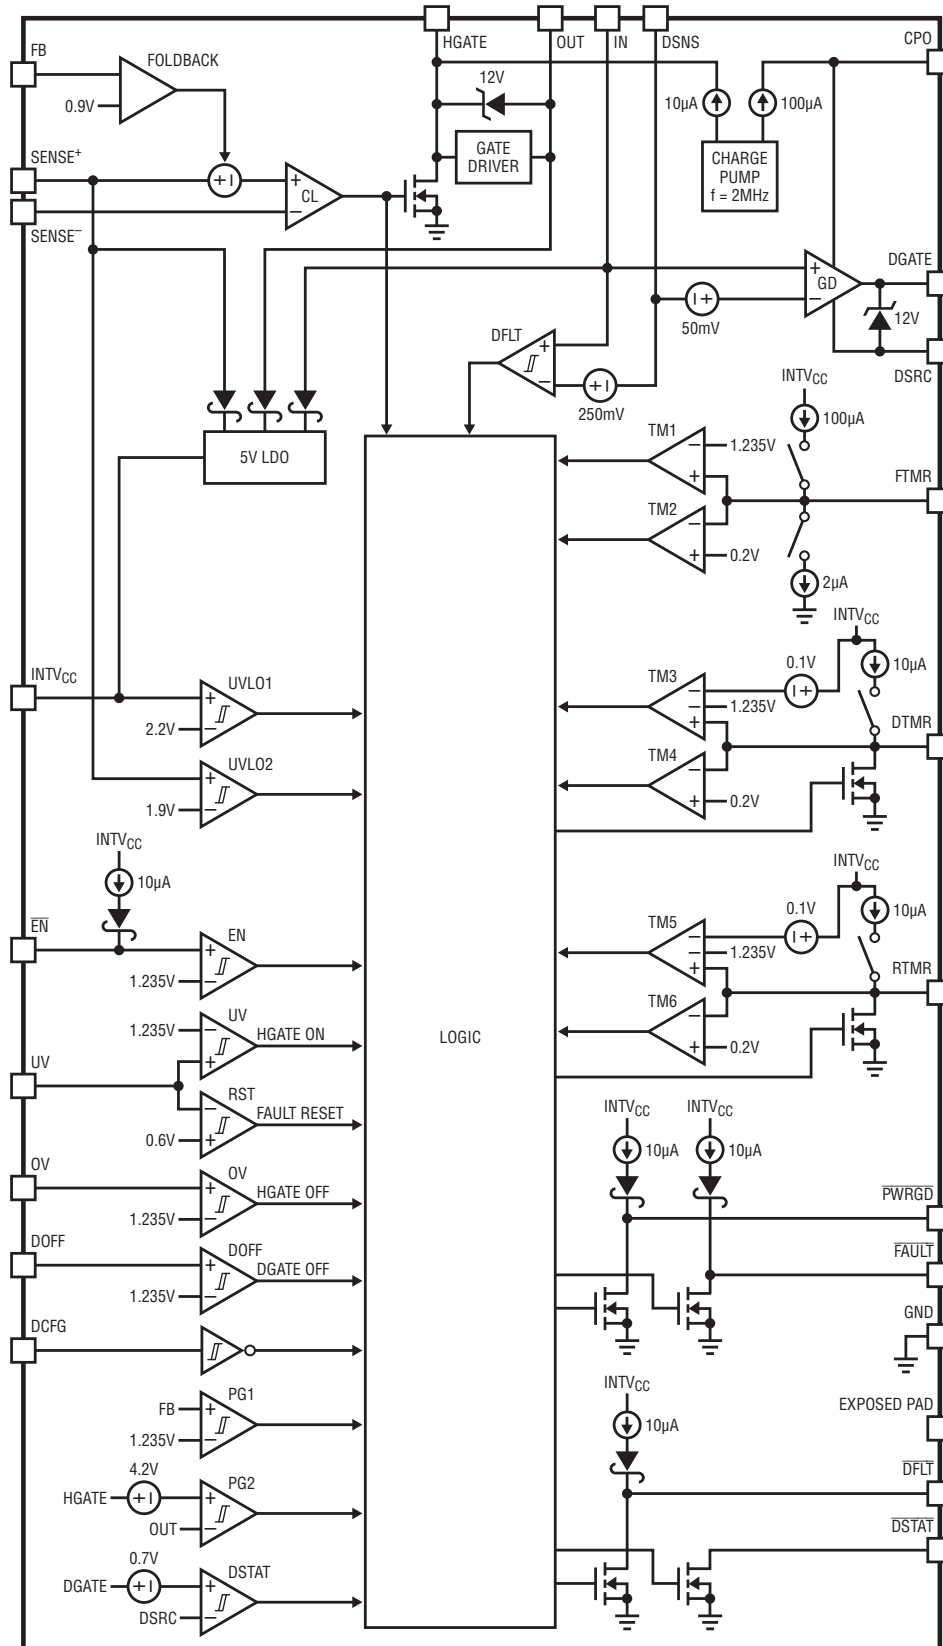 HGATE
OUT
IN
DSNS
CPO
FB
FOLDBACK
0.9V
12V
10µA
100µA
GATE
DRIVER
CHARGE
PUMP
f = 2MHz
SENSE+
SENSE–
+ –
+
–
CL
DGATE
+
–
GD
12V
DSRC
– +
50mV
DFLT
+
–
+ –
250mV
5V LDO
INTVCC
100µA
TM1
–
1.235V
+
FTMR
TM2
–
+
0.2V
2µA
INTVCC
INTVCC
10µA
0.1V
– +
TM3
–
–
1.235V
+
DTMR
TM4
–
+
0.2V
UVLO1
+
2.2V
–
UVLO2
+
1.9V
–
INTVCC
10µA
EN
EN
+
1.235V
–
INTVCC
10µA
0.1V
– +
TM5
–
–
1.235V
+
RTMR
TM6
–
+
0.2V
LOGIC
UV
UV
1.235V
–
+
HGATE ON
RST
–
0.6V
+
FAULT RESET
OV
OV
+
1.235V
–
HGATE OFF
DOFF
DOFF
+
1.235V
–
DGATE OFF
DCFG
INTVCC
INTVCC
10µA
10µA
PWRGD
FAULT
GND
EXPOSED PAD
PG1
FB
+
1.235V
–
4.2V
HGATE
+ –
PG2
+
OUT
–
0.7V
DGATE
+ –
DSTAT
+
DSRC
–
INTVCC
10µA
DFLT
DSTAT